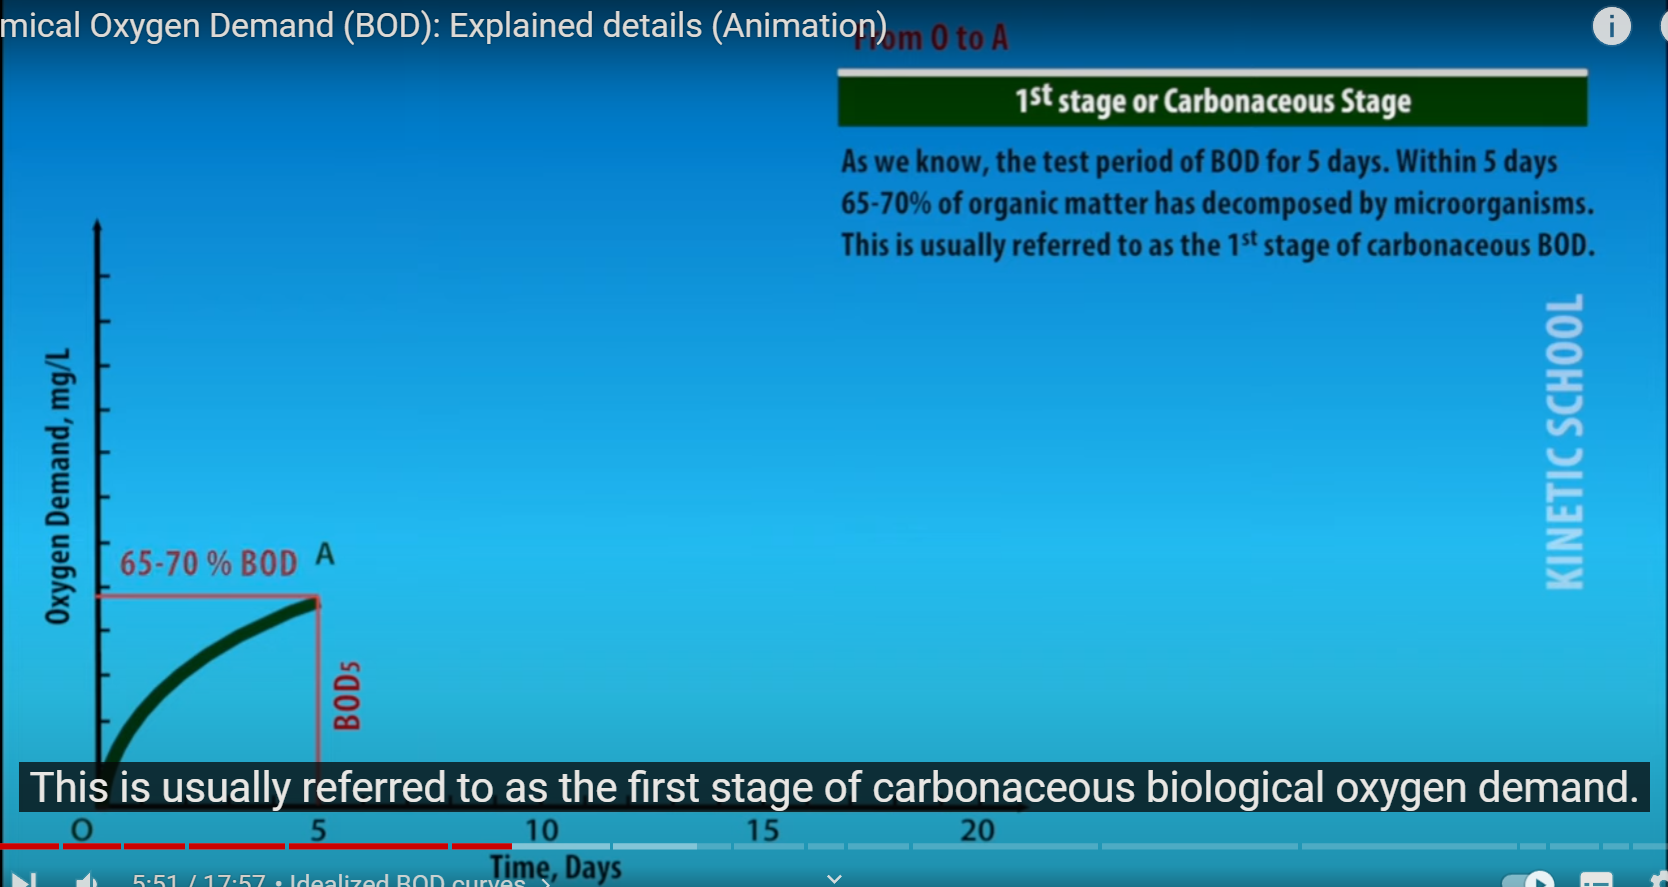 mical Oxygen Demand (BOD): Explained details (Animation)
From O to A
1st stage or Carbonaceous Stage
As we know, the test period of BOD for 5 days. Within 5 days
65-70% of organic matter has decomposed by microorganisms.
This is usually referred to as the 1st stage of carbonaceous BOD.
KINETIC SCHOOL
Oxygen Demand, mg/L
65-70 % BOD
A
BOD5
This is usually referred to as the first stage of carbonaceous biological oxygen demand.
O 5 10 15 20
Time, Days
5:51 / 17:57 • Idealized BOD curves